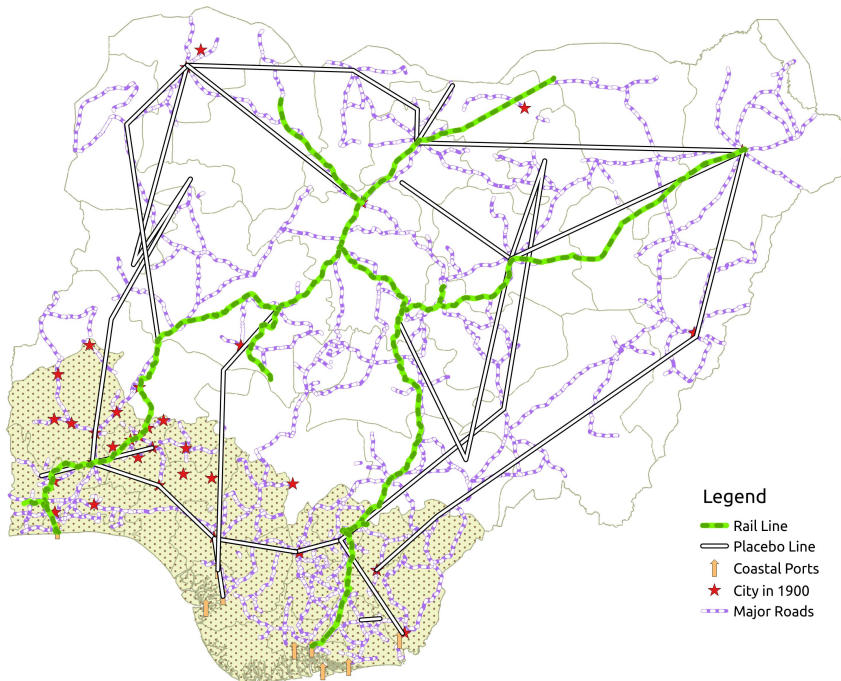 Legend
Rail Line
Placebo Line
Coastal Ports
City in 1900
Major Roads